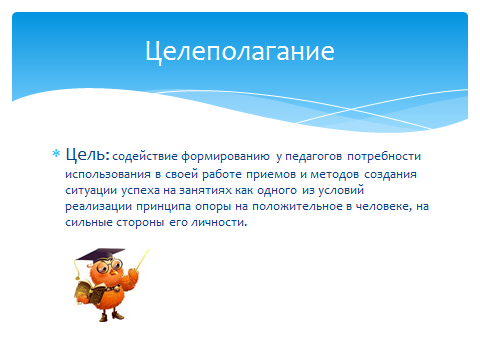 Целеполагание
* Цель: содействие формированию у педагогов потребности
использования в своей работе приемов и методов создания
ситуации успеха на занятиях как одного из условий
реализации принципа опоры на положительное в человеке, на
сильные стороны его личности.